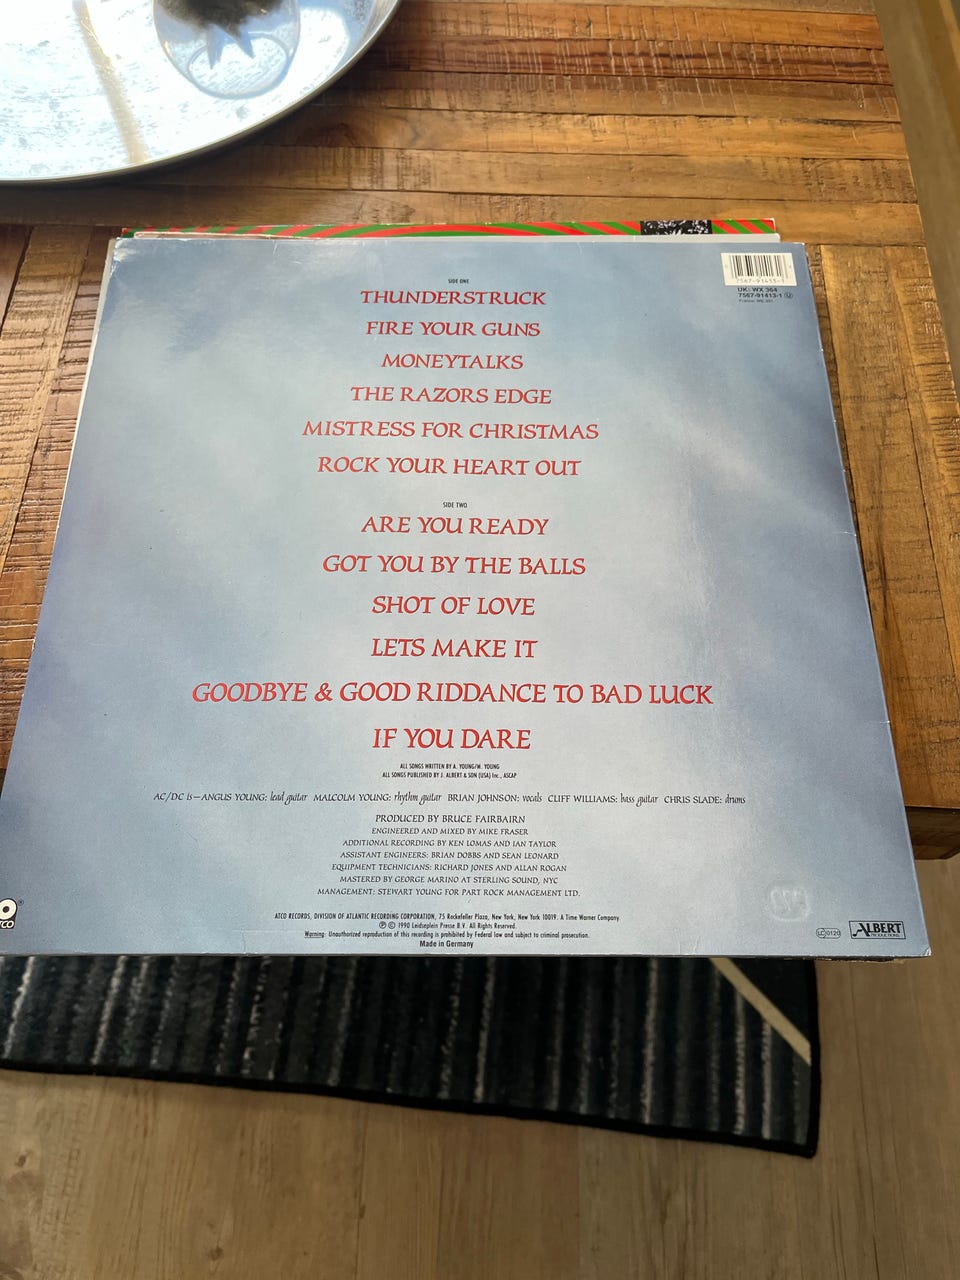 7567-91413-1
UK: WX 364
7567-91413-1 Ⓤ
France: WE 391
SIDE ONE
THUNDERSTRUCK
FIRE YOUR GUNS
MONEYTALKS
THE RAZORS EDGE
MISTRESS FOR CHRISTMAS
ROCK YOUR HEART OUT
SIDE TWO
ARE YOU READY
GOT YOU BY THE BALLS
SHOT OF LOVE
LETS MAKE IT
GOODBYE & GOOD RIDDANCE TO BAD LUCK
IF YOU DARE
ALL SONGS WRITTEN BY A. YOUNG/M. YOUNG
ALL SONGS PUBLISHED BY J. ALBERT & SON (USA) Inc., ASCAP
AC/DC is—ANGUS YOUNG: lead guitar MALCOLM YOUNG: rhythm guitar BRIAN JOHNSON: vocals CLIFF WILLIAMS: bass guitar CHRIS SLADE: drums
PRODUCED BY BRUCE FAIRBAIRN
ENGINEERED AND MIXED BY MIKE FRASER
ADDITIONAL RECORDING BY KEN LOMAS AND IAN TAYLOR
ASSISTANT ENGINEERS: BRIAN DOBBS AND SEAN LEONARD
EQUIPMENT TECHNICIANS: RICHARD JONES AND ALLAN ROGAN
MASTERED BY GEORGE MARINO AT STERLING SOUND, NYC
MANAGEMENT: STEWART YOUNG FOR PART ROCK MANAGEMENT LTD.
ATCO RECORDS, DIVISION OF ATLANTIC RECORDING CORPORATION, 75 Rockefeller Plaza, New York, New York 10019. A Time Warner Company.
℗ © 1990 Leidseplein Presse B.V. All Rights Reserved.
Warning: Unauthorized reproduction of this recording is prohibited by Federal law and subject to criminal prosecution.
Made in Germany
LC 0120
ALBERT
PRODUCTIONS